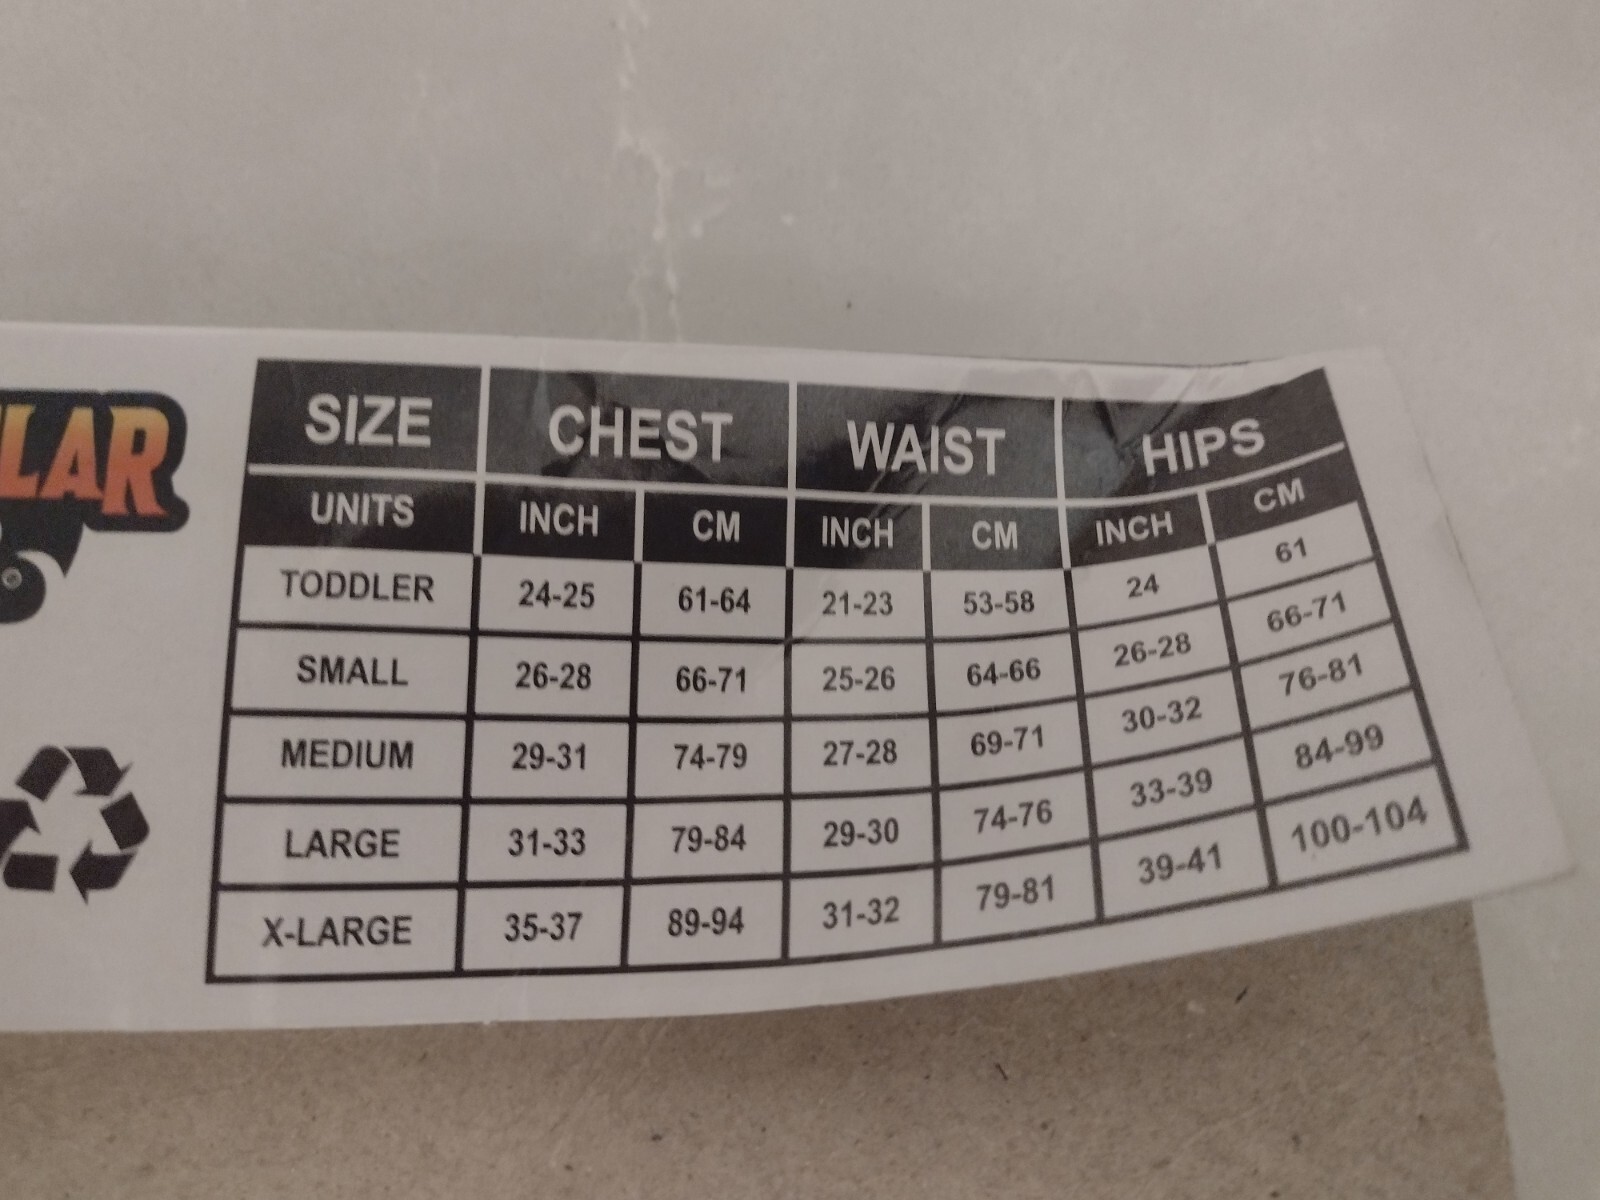 LAR
SIZE CHEST WAIST HIPS
UNITS INCH CM INCH CM INCH CM
TODDLER 24-25 61-64 21-23 53-58 24 61
SMALL 26-28 66-71 25-26 64-66 26-28 66-71
MEDIUM 29-31 74-79 27-28 69-71 30-32 76-81
LARGE 31-33 79-84 29-30 74-76 33-39 84-99
X-LARGE 35-37 89-94 31-32 79-81 39-41 100-104